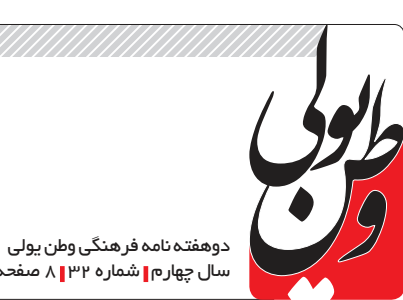 وطن یولی
دوهفته نامه فرهنگی وطن یولی
سال چهارم | شماره ۳۲ | ۸ صفحه